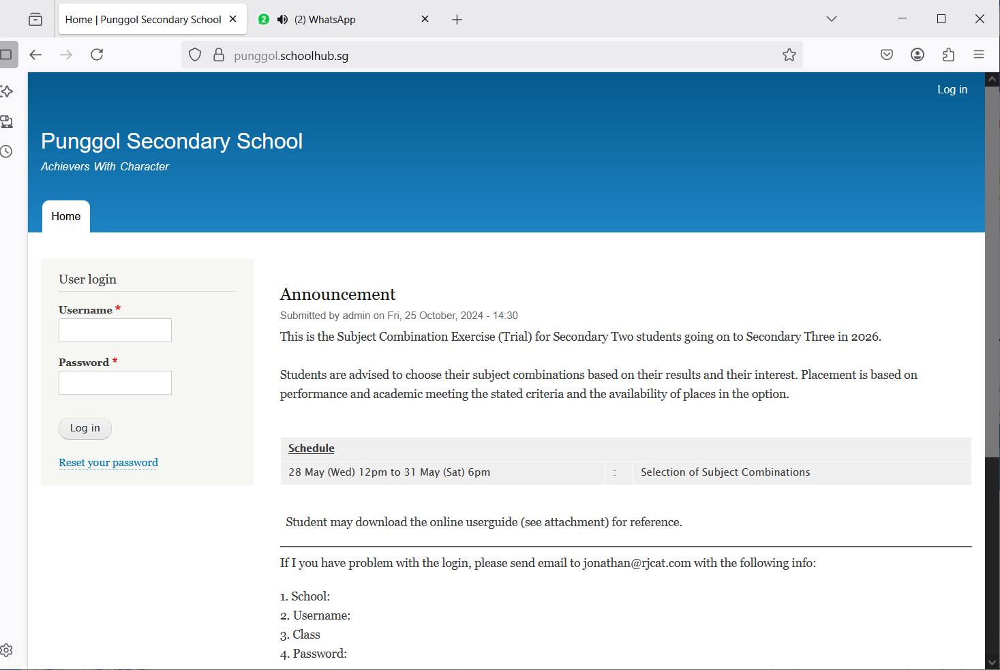 Home | Punggol Secondary School
2 (2) WhatsApp
punggol.schoolhub.sg
Log in
Punggol Secondary School
Achievers With Character
Home
User login
Username *
Password *
Log in
Reset your password
Announcement
Submitted by admin on Fri, 25 October, 2024 - 14:30
This is the Subject Combination Exercise (Trial) for Secondary Two students going on to Secondary Three in 2026.
Students are advised to choose their subject combinations based on their results and their interest. Placement is based on
performance and academic meeting the stated criteria and the availability of places in the option.
Schedule
28 May (Wed) 12pm to 31 May (Sat) 6pm : Selection of Subject Combinations
Student may download the online userguide (see attachment) for reference.
If I you have problem with the login, please send email to jonathan@rjcat.com with the following info:
1. School:
2. Username:
3. Class
4. Password: